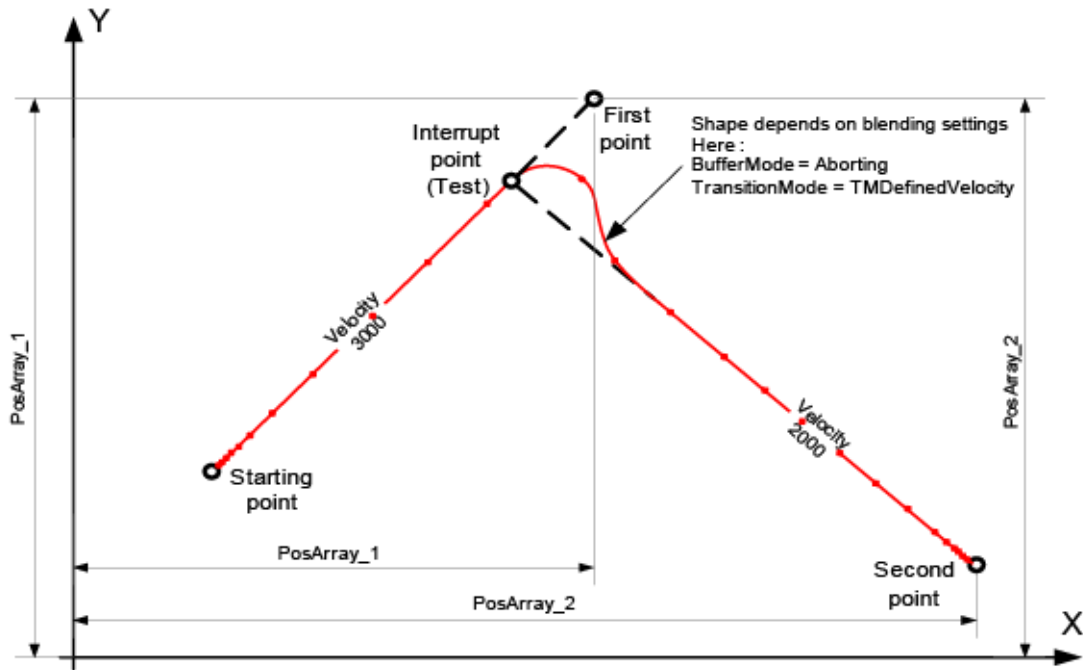 Y
First
point
Interrupt
point
(Test)
Shape depends on blending settings
Here :
BufferMode = Aborting
TransitionMode = TMDefinedVelocity
Velocity
3000
PosArray_1
PosArray_2
Velocity
2000
Starting
point
PosArray_1
Second
point
PosArray_2
X